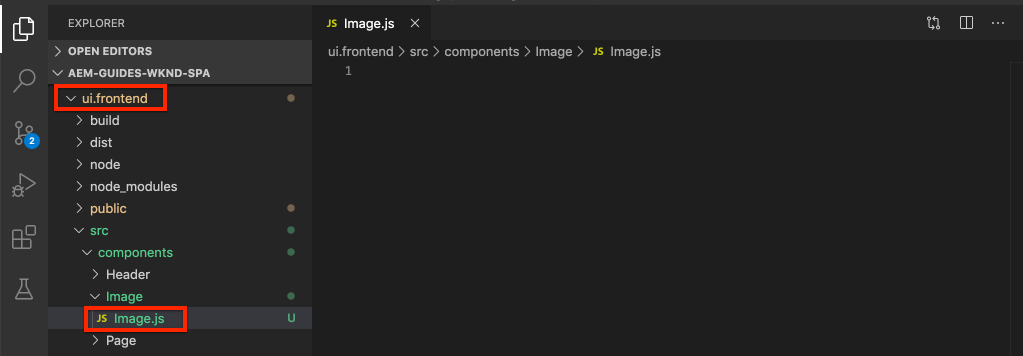 EXPLORER
OPEN EDITORS
AEM-GUIDES-WKND-SPA
ui.frontend
build
dist
node
node_modules
public
src
components
Header
Image
JS Image.js U
Page
2
JS Image.js
ui.frontend > src > components > Image > JS Image.js
1